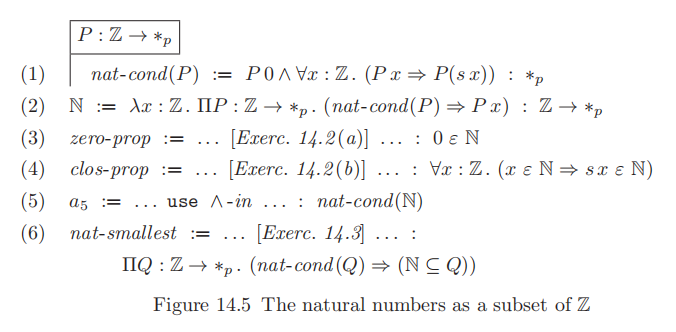 P : ℤ → *ₚ
(1) nat-cond(P) := P 0 ∧ ∀x : ℤ. (P x ⇒ P(s x)) : *ₚ
(2) ℕ := λx : ℤ. ΠP : ℤ → *ₚ. (nat-cond(P) ⇒ P x) : ℤ → *ₚ
(3) zero-prop := … [Exerc. 14.2(a)] … : 0 ε ℕ
(4) clos-prop := … [Exerc. 14.2(b)] … : ∀x : ℤ. (x ε ℕ ⇒ s x ε ℕ)
(5) a₅ := … use ∧-in … : nat-cond(ℕ)
(6) nat-smallest := … [Exerc. 14.3] … :
ΠQ : ℤ → *ₚ. (nat-cond(Q) ⇒ (ℕ ⊆ Q))
Figure 14.5 The natural numbers as a subset of ℤ